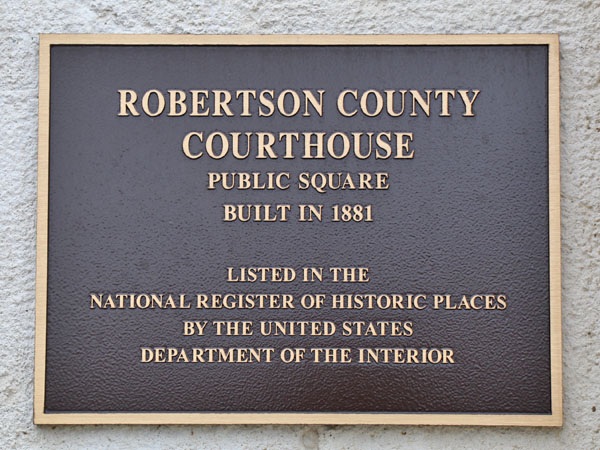 ROBERTSON COUNTY
COURTHOUSE
PUBLIC SQUARE
BUILT IN 1881
LISTED IN THE
NATIONAL REGISTER OF HISTORIC PLACES
BY THE UNITED STATES
DEPARTMENT OF THE INTERIOR